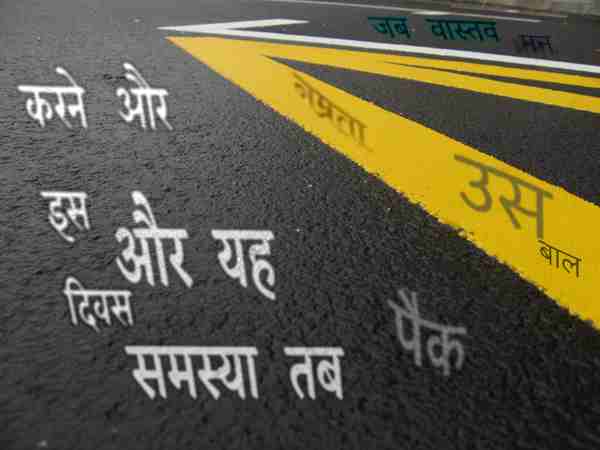 जब वास्तव मन
करने और
नम्रता
इस
उस
और यह
बाल
दिवस
पैक
समस्या तब